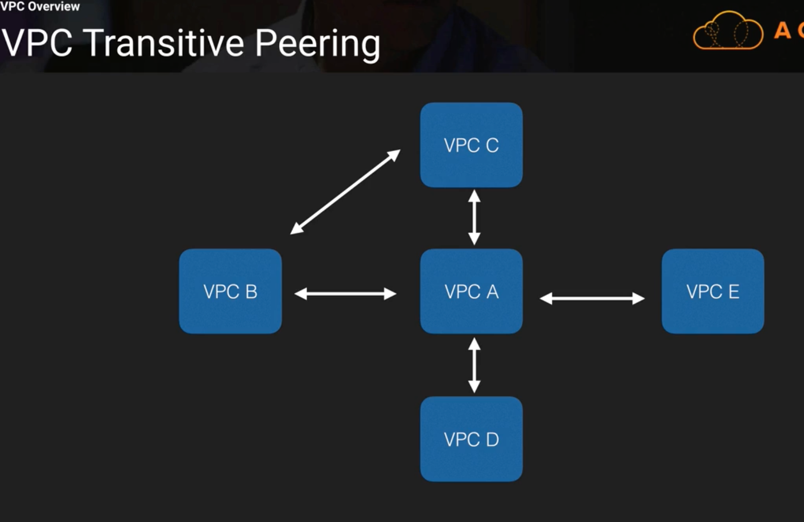 VPC Overview
VPC Transitive Peering
VPC C
VPC B
VPC A
VPC E
VPC D